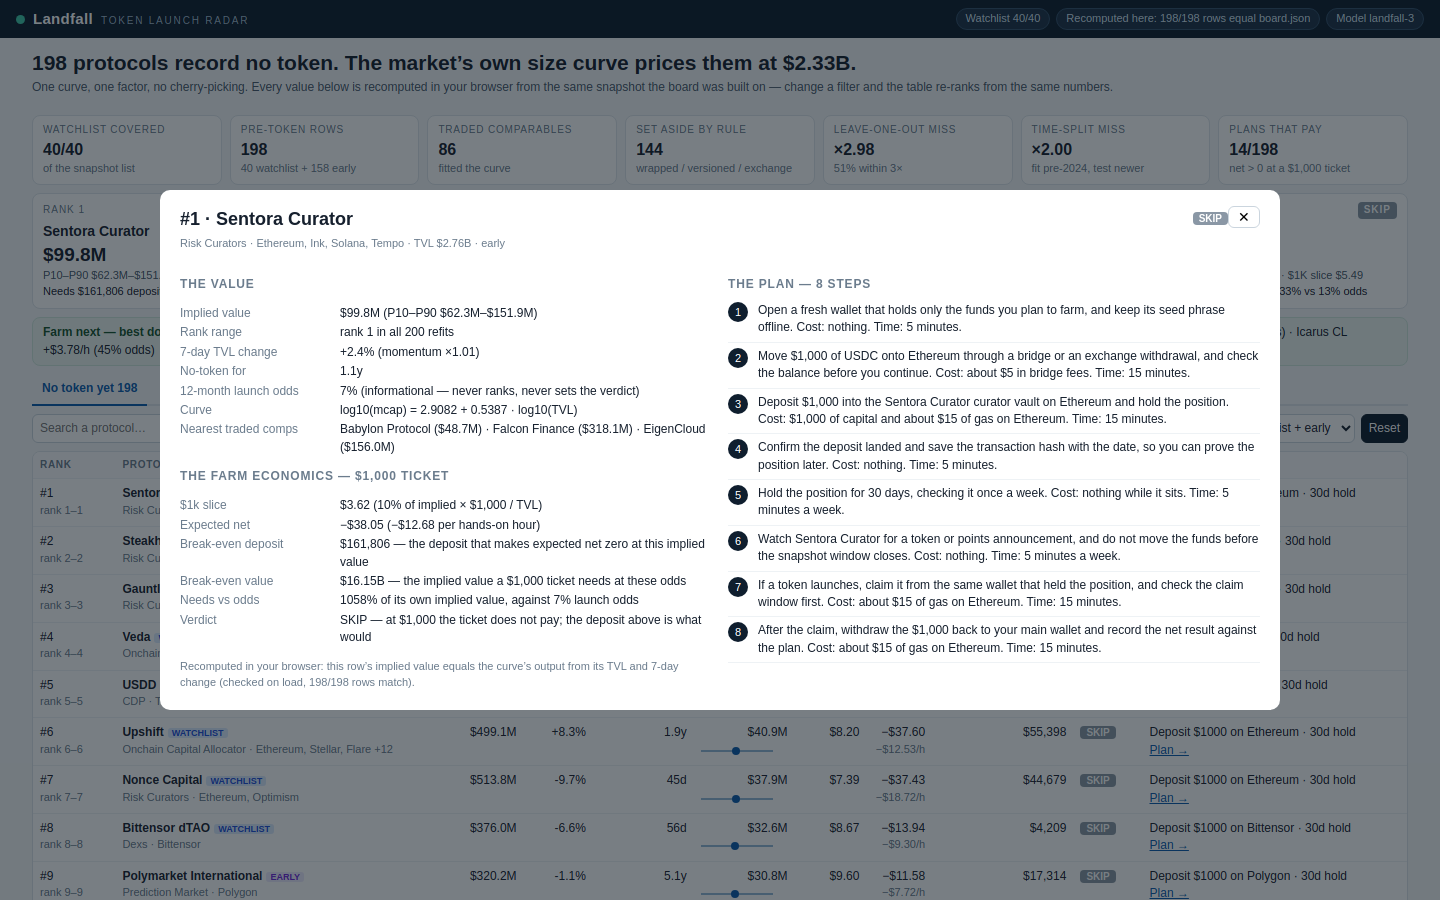 Landfall TOKEN LAUNCH RADAR
Watchlist 40/40
Recomputed here: 198/198 rows equal board.json
Model landfall-3
198 protocols record no token. The market’s own size curve prices them at $2.33B.
One curve, one factor, no cherry-picking. Every value below is recomputed in your browser from the same snapshot the board was built on — change a filter and the table re-ranks from the same numbers.
WATCHLIST COVERED
40/40
of the snapshot list
PRE-TOKEN ROWS
198
40 watchlist + 158 early
TRADED COMPARABLES
86
fitted the curve
SET ASIDE BY RULE
144
wrapped / versioned / exchange
LEAVE-ONE-OUT MISS
×2.98
51% within 3×
TIME-SPLIT MISS
×2.00
fit pre-2024, test newer
PLANS THAT PAY
14/198
net > 0 at a $1,000 ticket
RANK 1
Sentora Curator
$99.8M
P10–P90 $62.3M–$151.
Needs $161,806 deposi
SKIP
· $1K slice $5.49
33% vs 13% odds
Farm next — best do
+$3.78/h (45% odds)
) · Icarus CL
No token yet 198
Search a protocol…
ist + early
Reset
RANK
PROTO
#1 · Sentora Curator
SKIP
✕
Risk Curators · Ethereum, Ink, Solana, Tempo · TVL $2.76B · early
THE VALUE
Implied value $99.8M (P10–P90 $62.3M–$151.9M)
Rank range rank 1 in all 200 refits
7-day TVL change +2.4% (momentum ×1.01)
No-token for 1.1y
12-month launch odds 7% (informational — never ranks, never sets the verdict)
Curve log10(mcap) = 2.9082 + 0.5387 · log10(TVL)
Nearest traded comps Babylon Protocol ($48.7M) · Falcon Finance ($318.1M) · EigenCloud
($156.0M)
THE FARM ECONOMICS — $1,000 TICKET
$1k slice $3.62 (10% of implied × $1,000 / TVL)
Expected net −$38.05 (−$12.68 per hands-on hour)
Break-even deposit $161,806 — the deposit that makes expected net zero at this implied
value
Break-even value $16.15B — the implied value a $1,000 ticket needs at these odds
Needs vs odds 1058% of its own implied value, against 7% launch odds
Verdict SKIP — at $1,000 the ticket does not pay; the deposit above is what
would
Recomputed in your browser: this row’s implied value equals the curve’s output from its TVL and 7-day
change (checked on load, 198/198 rows match).
THE PLAN — 8 STEPS
1 Open a fresh wallet that holds only the funds you plan to farm, and keep its seed phrase
offline. Cost: nothing. Time: 5 minutes.
2 Move $1,000 of USDC onto Ethereum through a bridge or an exchange withdrawal, and check
the balance before you continue. Cost: about $5 in bridge fees. Time: 15 minutes.
3 Deposit $1,000 into the Sentora Curator curator vault on Ethereum and hold the position.
Cost: $1,000 of capital and about $15 of gas on Ethereum. Time: 15 minutes.
4 Confirm the deposit landed and save the transaction hash with the date, so you can prove the
position later. Cost: nothing. Time: 5 minutes.
5 Hold the position for 30 days, checking it once a week. Cost: nothing while it sits. Time: 5
minutes a week.
6 Watch Sentora Curator for a token or points announcement, and do not move the funds before
the snapshot window closes. Cost: nothing. Time: 5 minutes a week.
7 If a token launches, claim it from the same wallet that held the position, and check the claim
window first. Cost: about $15 of gas on Ethereum. Time: 15 minutes.
8 After the claim, withdraw the $1,000 back to your main wallet and record the net result against
the plan. Cost: about $15 of gas on Ethereum. Time: 15 minutes.
#1 Sentor
rank 1–1 Risk Cu
eum · 30d hold
#2 Steakh
rank 2–2 Risk Cu
· 30d hold
#3 Gaunt
rank 3–3 Risk Cu
· 30d hold
#4 Veda
rank 4–4 Onchai
0d hold
#5 USDD
rank 5–5 CDP · T
· 30d hold
#6 Upshift WATCHLIST $499.1M +8.3% 1.9y $40.9M $8.20 −$37.60 $55,398 SKIP Deposit $1000 on Ethereum · 30d hold
rank 6–6 Onchain Capital Allocator · Ethereum, Stellar, Flare +12 −$12.53/h Plan →
#7 Nonce Capital WATCHLIST $513.8M -9.7% 45d $37.9M $7.39 −$37.43 $44,679 SKIP Deposit $1000 on Ethereum · 30d hold
rank 7–7 Risk Curators · Ethereum, Optimism −$18.72/h Plan →
#8 Bittensor dTAO WATCHLIST $376.0M -6.6% 56d $32.6M $8.67 −$13.94 $4,209 SKIP Deposit $1000 on Bittensor · 30d hold
rank 8–8 Dexs · Bittensor −$9.30/h Plan →
#9 Polymarket International EARLY $320.2M -1.1% 5.1y $30.8M $9.60 −$11.58 $17,314 SKIP Deposit $1000 on Polygon · 30d hold
rank 9–9 Prediction Market · Polygon −$7.72/h Plan →